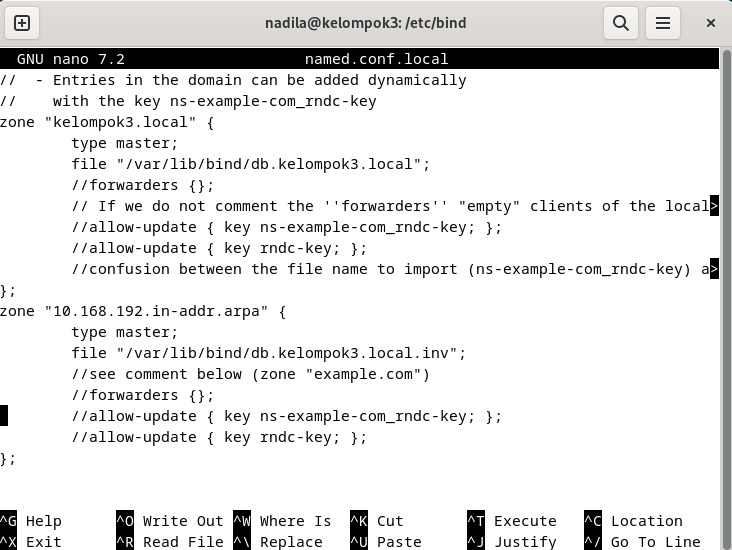 nadila@kelompok3: /etc/bind
GNU nano 7.2 named.conf.local
//  - Entries in the domain can be added dynamically
//    with the key ns-example-com_rndc-key
zone "kelompok3.local" {
        type master;
        file "/var/lib/bind/db.kelompok3.local";
        //forwarders {};
        // If we do not comment the ''forwarders'' "empty" clients of the local>
        //allow-update { key ns-example-com_rndc-key; };
        //allow-update { key rndc-key; };
        //confusion between the file name to import (ns-example-com_rndc-key) a>
};
zone "10.168.192.in-addr.arpa" {
        type master;
        file "/var/lib/bind/db.kelompok3.local.inv";
        //see comment below (zone "example.com")
        //forwarders {};
        //allow-update { key ns-example-com_rndc-key; };
        //allow-update { key rndc-key; };
};
^G Help ^O Write Out ^W Where Is ^K Cut ^T Execute ^C Location
^X Exit ^R Read File ^\ Replace ^U Paste ^J Justify ^/ Go To Line